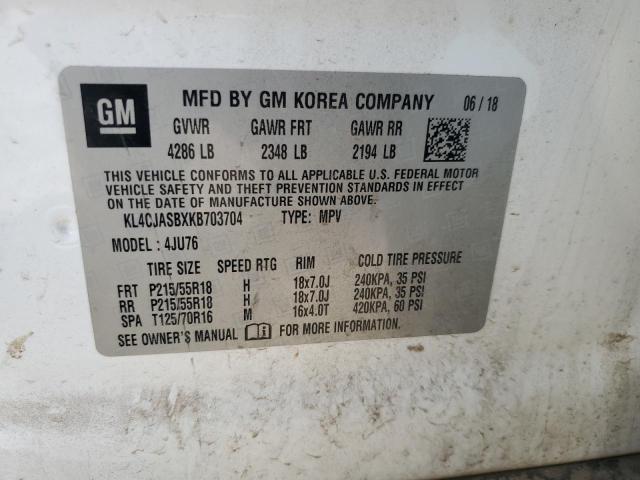 GM
MFD BY GM KOREA COMPANY 06/18
GVWR GAWR FRT GAWR RR
4286 LB 2348 LB 2194 LB
THIS VEHICLE CONFORMS TO ALL APPLICABLE U.S. FEDERAL MOTOR
VEHICLE SAFETY AND THEFT PREVENTION STANDARDS IN EFFECT
ON THE DATE OF MANUFACTURE SHOWN ABOVE.
KL4CJASBXKB703704 TYPE: MPV
MODEL : 4JU76
TIRE SIZE SPEED RTG RIM COLD TIRE PRESSURE
FRT P215/55R18 H 18x7.0J 240KPA, 35 PSI
RR P215/55R18 H 18x7.0J 240KPA, 35 PSI
SPA T125/70R16 M 16x4.0T 420KPA, 60 PSI
SEE OWNER'S MANUAL FOR MORE INFORMATION.